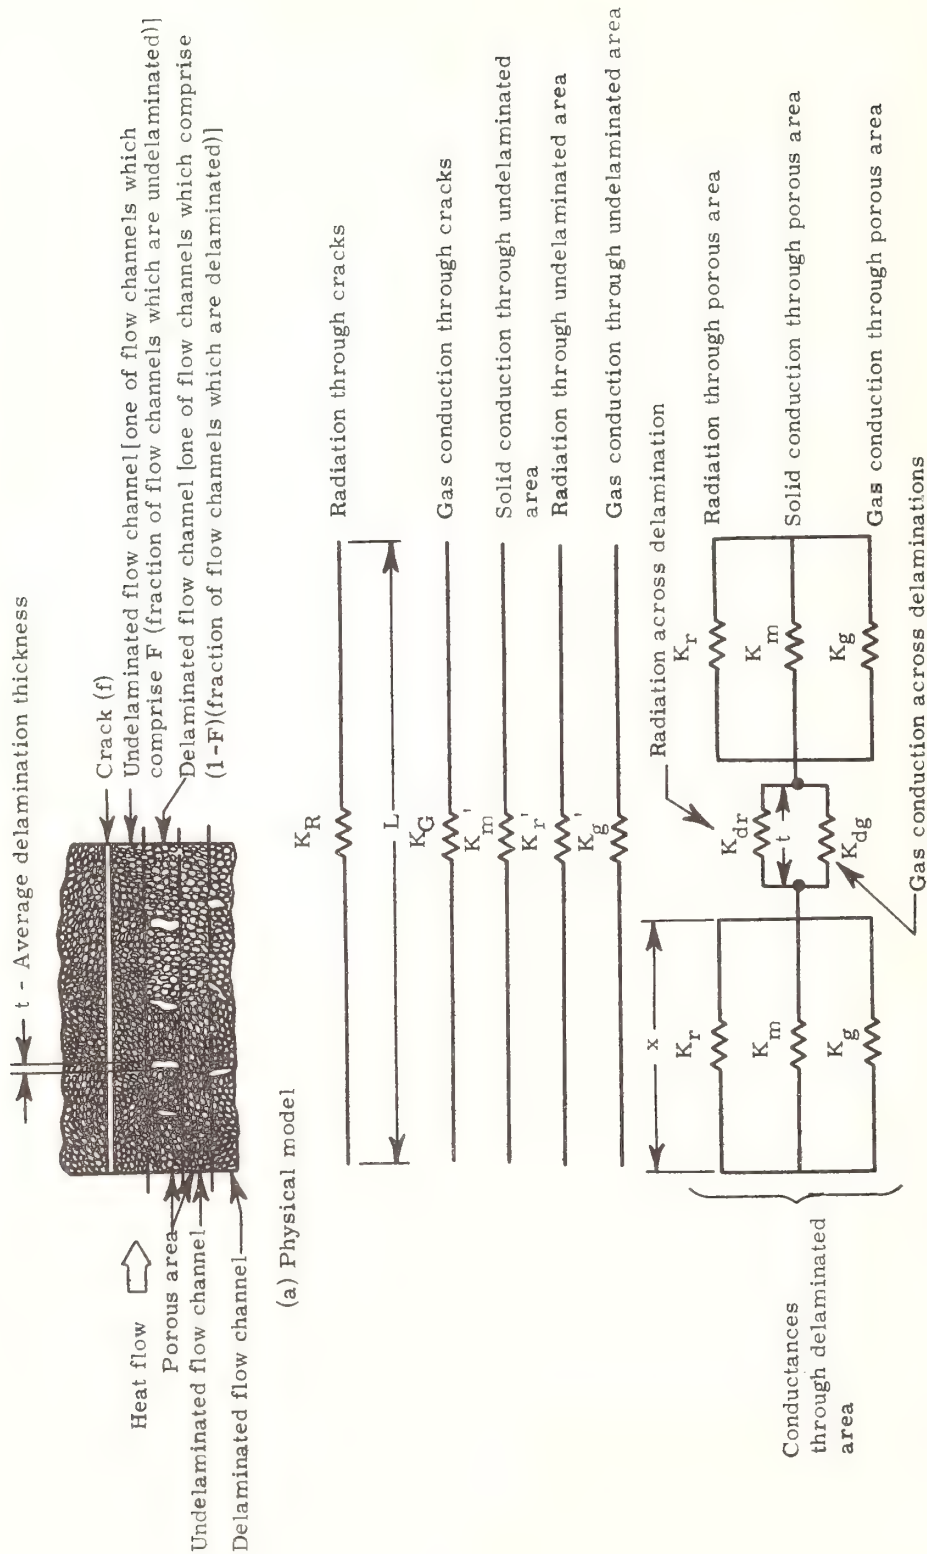 t - Average delamination thickness
Crack (f)
Undelaminated flow channel [one of flow channels which
comprise F (fraction of flow channels which are undelaminated)]
Delaminated flow channel [one of flow channels which comprise
(1-F)(fraction of flow channels which are delaminated)]
Heat flow
Porous area
Undelaminated flow channel
Delaminated flow channel
(a) Physical model
K_R
Radiation through cracks
L
K_G
Gas conduction through cracks
K_m'
Solid conduction through undelaminated
area
K_r'
Radiation through undelaminated area
K_g'
Gas conduction through undelaminated area
Radiation across delamination
x
K_r
K_m
K_g
K_dr
t
K_dg
K_r
Radiation through porous area
K_m
Solid conduction through porous area
K_g
Gas conduction through porous area
Conductances
through delaminated
area
Gas conduction across delaminations